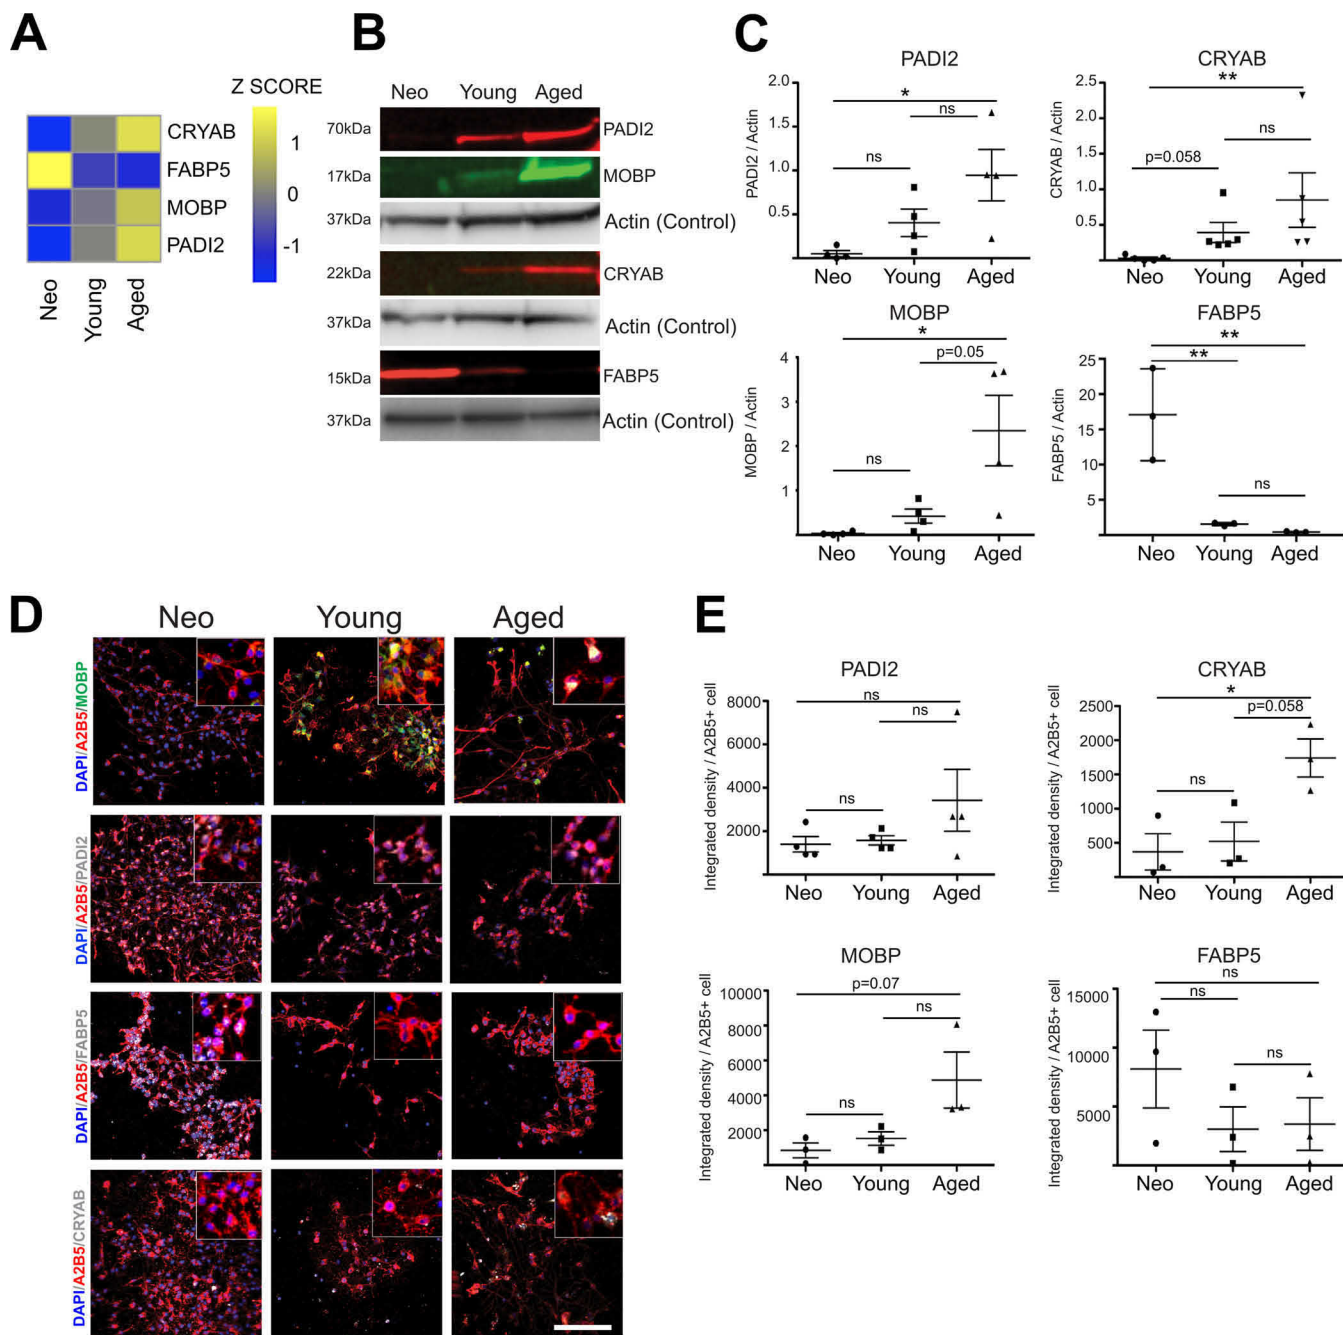 A
Z SCORE
CRYAB
FABP5
MOBP
PADI2
1
0
-1
Neo
Young
Aged
B
Neo Young Aged
70kDa PADI2
17kDa MOBP
37kDa Actin (Control)
22kDa CRYAB
37kDa Actin (Control)
15kDa FABP5
37kDa Actin (Control)
C
PADI2
PADI2 / Actin
2.0
1.5
1.0
0.5
*
ns
ns
Neo Young Aged
CRYAB
CRYAB / Actin
2.5
2.0
1.5
1.0
0.5
0.0
**
ns
p=0.058
Neo Young Aged
MOBP
MOBP / Actin
4
3
2
1
*
p=0.05
ns
Neo Young Aged
FABP5
FABP5 / Actin
25
20
15
10
5
**
**
ns
Neo Young Aged
D
Neo Young Aged
DAPI/A2B5/MOBP
DAPI/A2B5/PADI2
DAPI/A2B5/FABP5
DAPI/A2B5/CRYAB
E
PADI2
Integrated density / A2B5+ cell
8000
6000
4000
2000
ns
ns
ns
Neo Young Aged
CRYAB
Integrated density / A2B5+ cell
2500
2000
1500
1000
500
*
p=0.058
ns
Neo Young Aged
MOBP
Integrated density / A2B5+ cell
10000
8000
6000
4000
2000
p=0.07
ns
ns
Neo Young Aged
FABP5
Integrated density / A2B5+ cell
15000
10000
5000
ns
ns
ns
Neo Young Aged